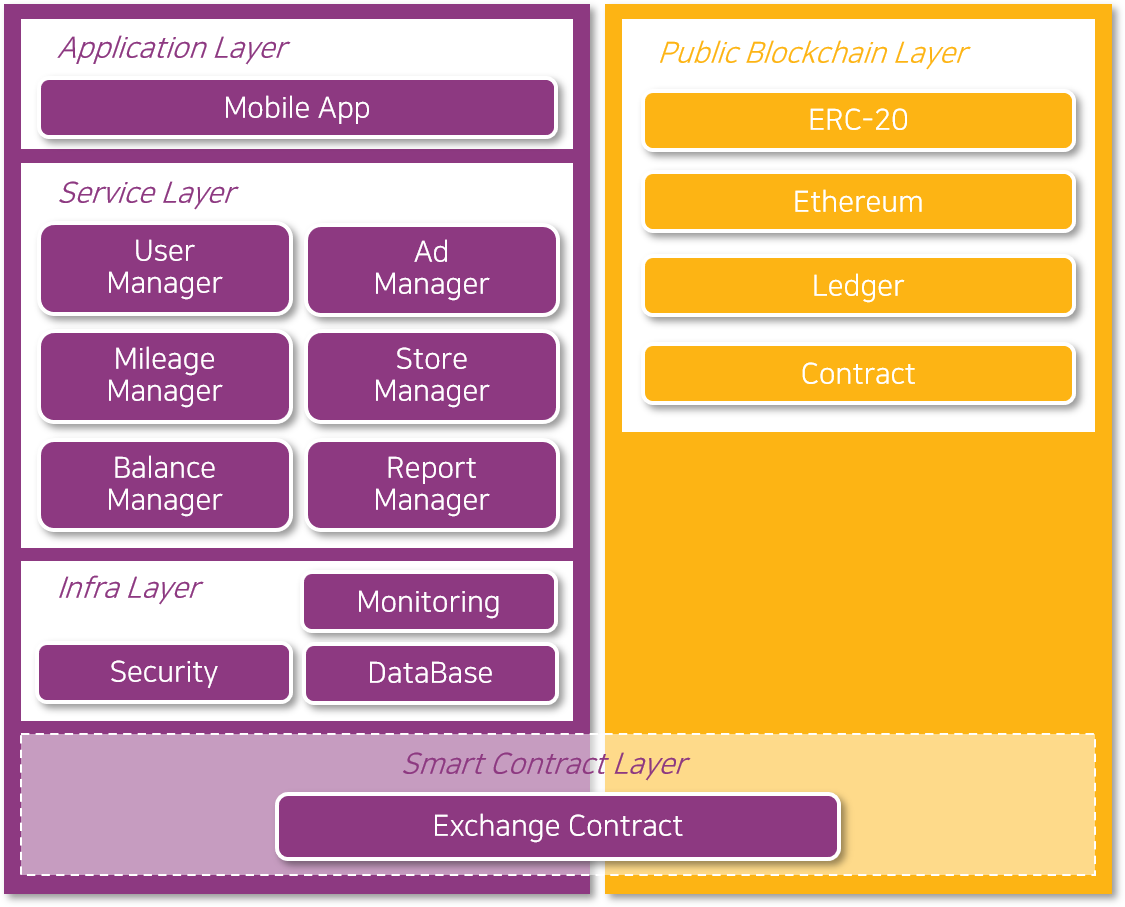 Application Layer
Mobile App
Service Layer
User
Manager
Ad
Manager
Mileage
Manager
Store
Manager
Balance
Manager
Report
Manager
Infra Layer
Monitoring
Security
DataBase
Public Blockchain Layer
ERC-20
Ethereum
Ledger
Contract
Smart Contract Layer
Exchange Contract